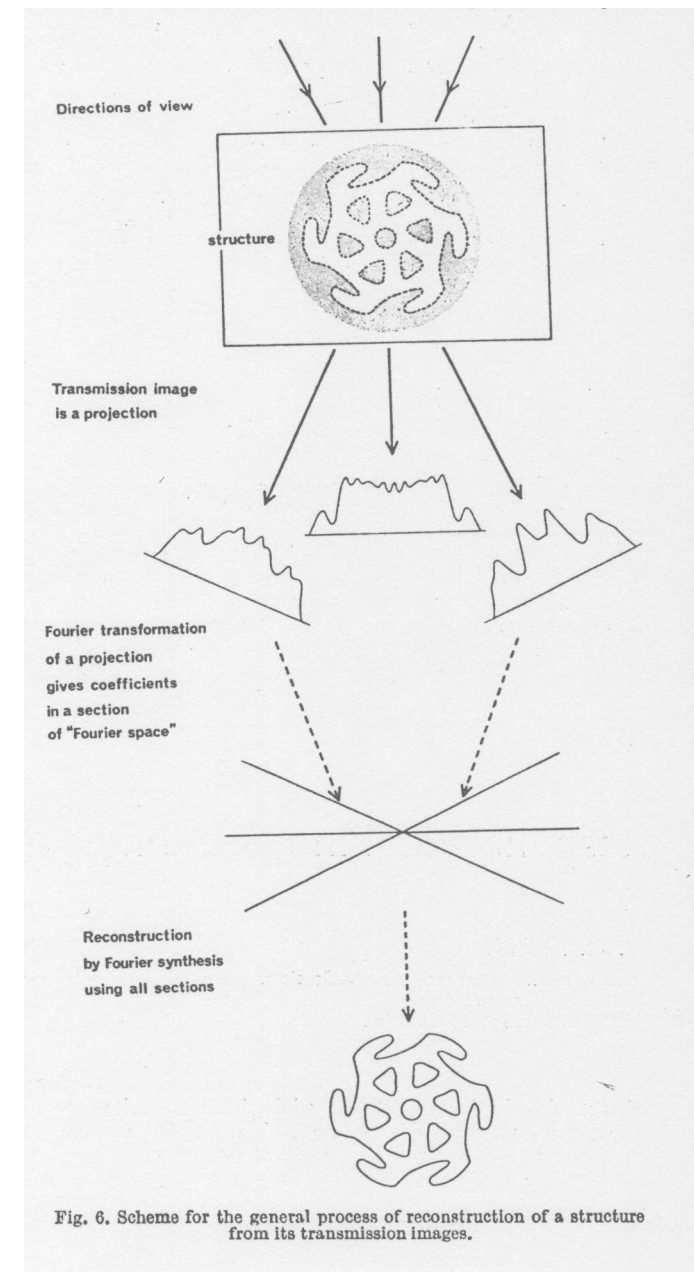 Directions of view
structure
Transmission image
is a projection
Fourier transformation
of a projection
gives coefficients
in a section
of "Fourier space"
Reconstruction
by Fourier synthesis
using all sections
Fig. 6. Scheme for the general process of reconstruction of a structure
from its transmission images.